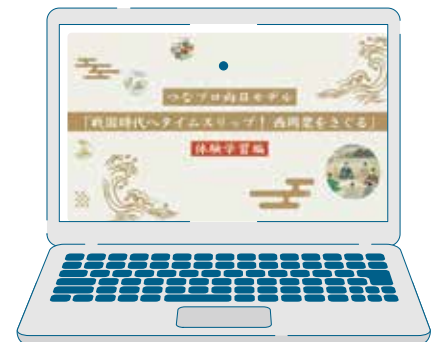 つなプロ向日モデル
「戦国時代へタイムスリップ! 西岡衆をさぐる」
体験学習編